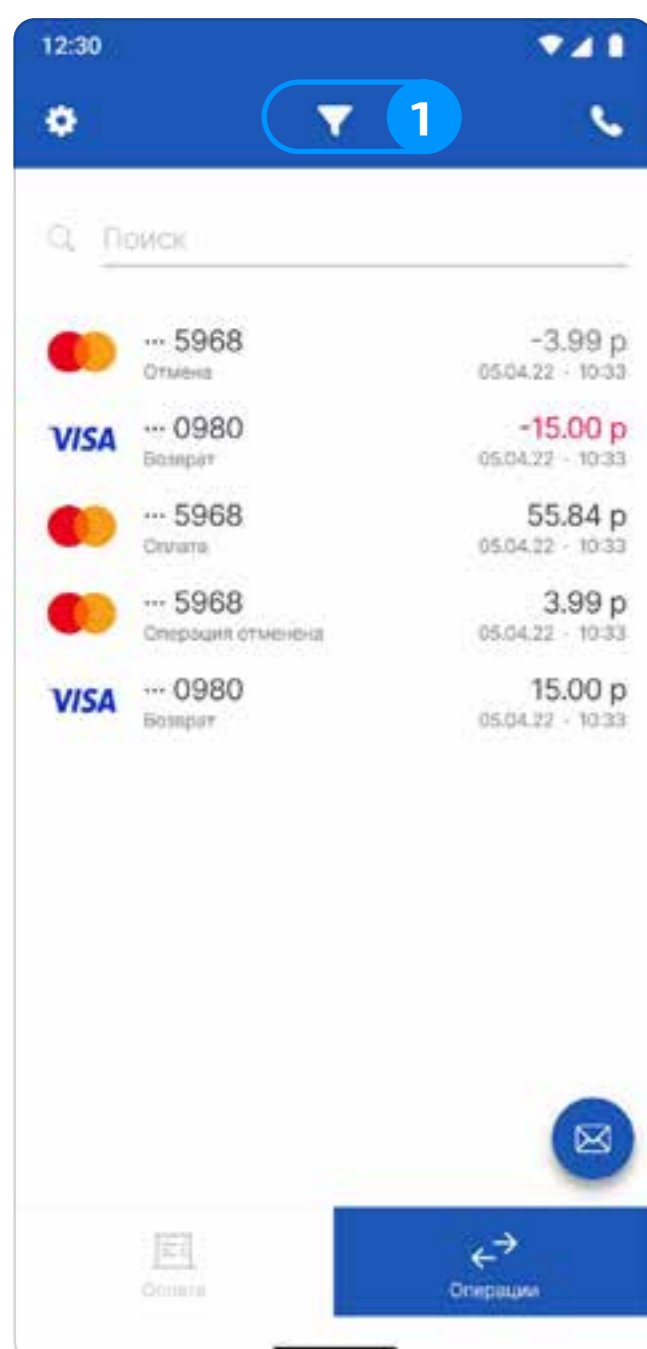 12:30
1
Поиск
··· 5968 -3.99 р
Отмена 05.04.22 - 10:33
VISA ··· 0980 -15.00 р
Возврат 05.04.22 - 10:33
··· 5968 55.84 р
Оплата 05.04.22 - 10:33
··· 5968 3.99 р
Операция отменена 05.04.22 - 10:33
VISA ··· 0980 15.00 р
Возврат 05.04.22 - 10:33
Оплата Операции